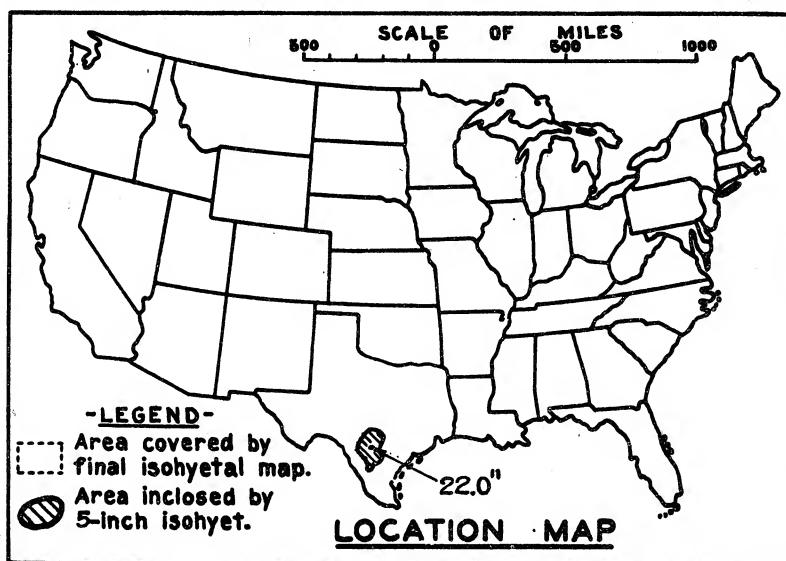 SCALE OF MILES
500 0 500 1000
-LEGEND-
Area covered by
final isohyetal map.
Area inclosed by
5-inch isohyet.
22.0"
LOCATION MAP